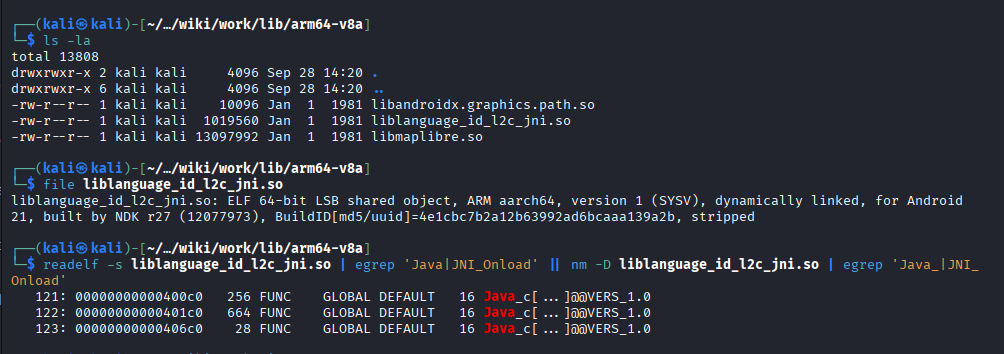 ┌──(kali㉿kali)-[~/…/wiki/work/lib/arm64-v8a]
└─$ ls -la
total 13808
drwxrwxr-x 2 kali kali     4096 Sep 28 14:20 .
drwxrwxr-x 6 kali kali     4096 Sep 28 14:20 ..
-rw-r--r-- 1 kali kali    10096 Jan  1  1981 libandroidx.graphics.path.so
-rw-r--r-- 1 kali kali  1019560 Jan  1  1981 liblanguage_id_l2c_jni.so
-rw-r--r-- 1 kali kali 13097992 Jan  1  1981 libmaplibre.so
┌──(kali㉿kali)-[~/…/wiki/work/lib/arm64-v8a]
└─$ file liblanguage_id_l2c_jni.so
liblanguage_id_l2c_jni.so: ELF 64-bit LSB shared object, ARM aarch64, version 1 (SYSV), dynamically linked, for Android
21, built by NDK r27 (12077973), BuildID[md5/uuid]=4e1cbc7b2a12b63992ad6bcaaa139a2b, stripped
┌──(kali㉿kali)-[~/…/wiki/work/lib/arm64-v8a]
└─$ readelf -s liblanguage_id_l2c_jni.so | egrep 'Java|JNI_Onload' || nm -D liblanguage_id_l2c_jni.so | egrep 'Java_|JNI_
Onload'
   121: 00000000000400c0   256 FUNC    GLOBAL DEFAULT   16 Java_c[...]@@VERS_1.0
   122: 00000000000401c0   664 FUNC    GLOBAL DEFAULT   16 Java_c[...]@@VERS_1.0
   123: 00000000000406c0    28 FUNC    GLOBAL DEFAULT   16 Java_c[...]@@VERS_1.0